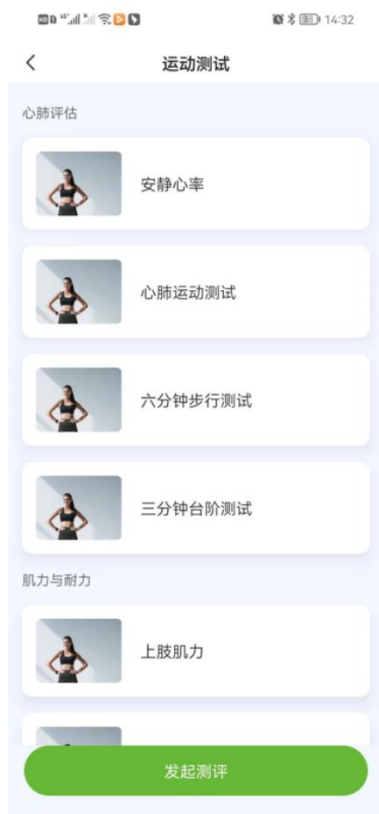 14:32
运动测试
心肺评估
安静心率
心肺运动测试
六分钟步行测试
三分钟台阶测试
肌力与耐力
上肢肌力
发起测评